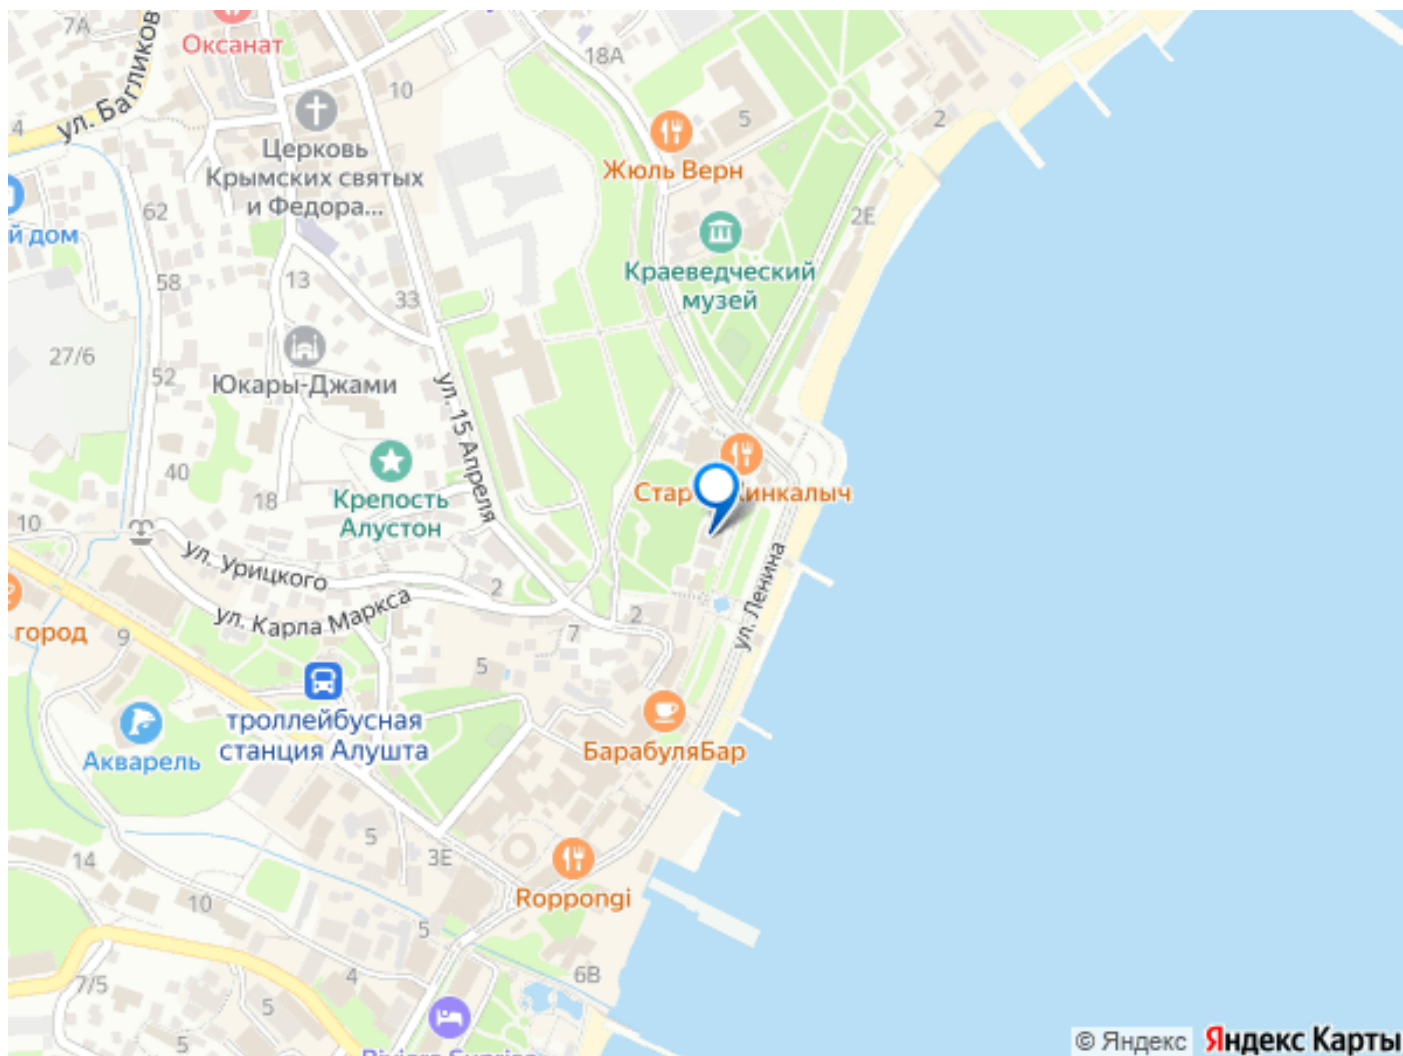 7А
Оксанат
ул. Багликов
18А
10
4
5
2
Церковь
Крымских святых
и Федора...
Жюль Верн
й дом
62
2Е
58
13
33
Краеведческий
музей
27/6
52
Юкары-Джами
ул. 15 Апреля
40
18
Крепость
Алустон
Стар
инкалыч
10
ул. Урицкого
2
ул. Карла Маркса
ул. Ленина
город
9
7
2
5
троллейбусная
станция Алушта
Акварель
БарабуляБар
5
3Е
14
Roppongi
10
5
4
6В
7/5
5
5
© Яндекс
Яндекс Карты